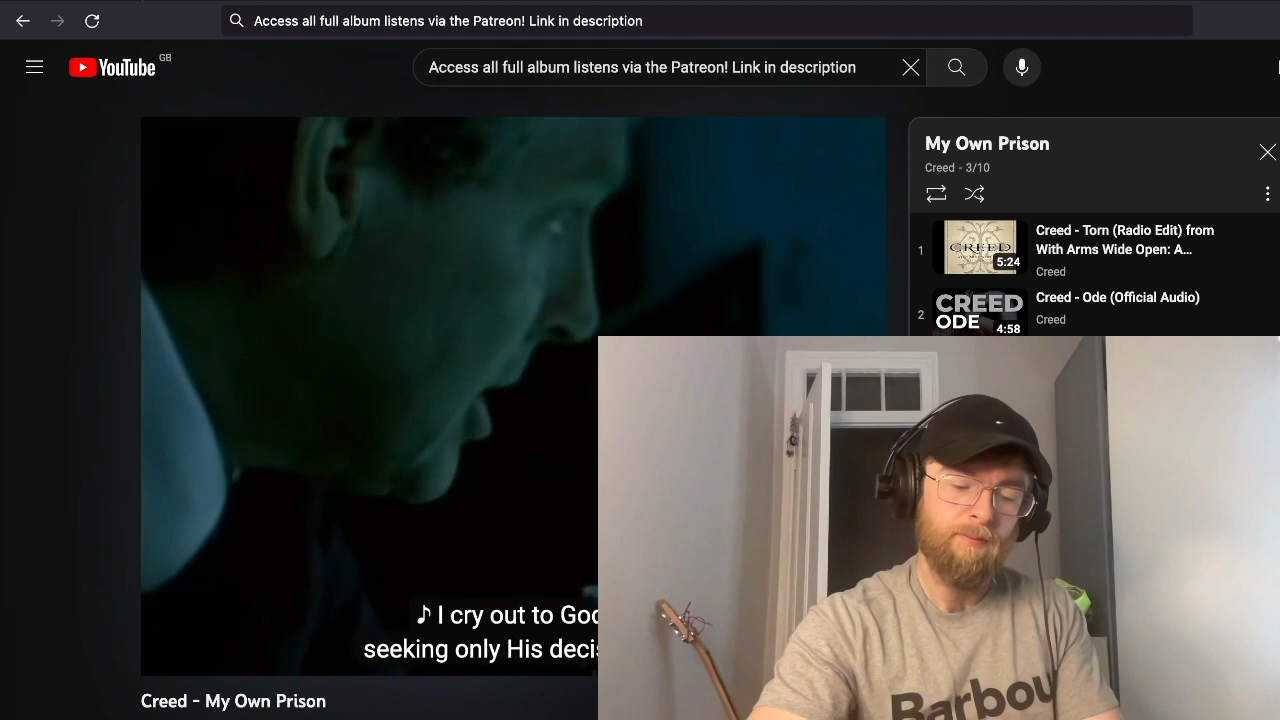 Access all full album listens via the Patreon! Link in description
YouTube GB
Access all full album listens via the Patreon! Link in description
My Own Prison
Creed - 3/10
1
CREED
5:24
Creed - Torn (Radio Edit) from
With Arms Wide Open: A...
Creed
2
CREED
ODE
4:58
Creed - Ode (Official Audio)
Creed
♪ I cry out to God
seeking only His decis
Creed - My Own Prison
Barbou